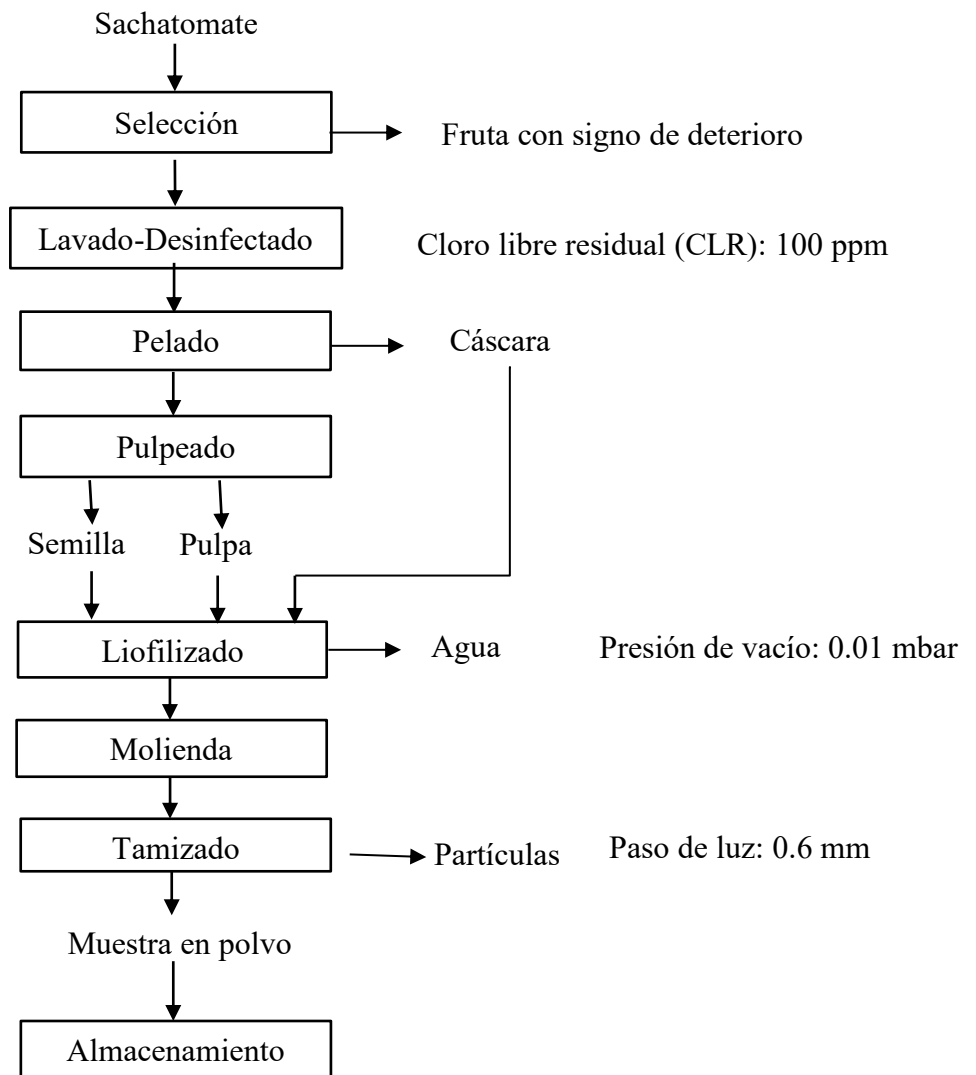 Sachatomate
Selección
Fruta con signo de deterioro
Lavado-Desinfectado
Cloro libre residual (CLR): 100 ppm
Pelado
Cáscara
Pulpeado
Semilla
Pulpa
Liofilizado
Agua
Presión de vacío: 0.01 mbar
Molienda
Tamizado
Partículas
Paso de luz: 0.6 mm
Muestra en polvo
Almacenamiento